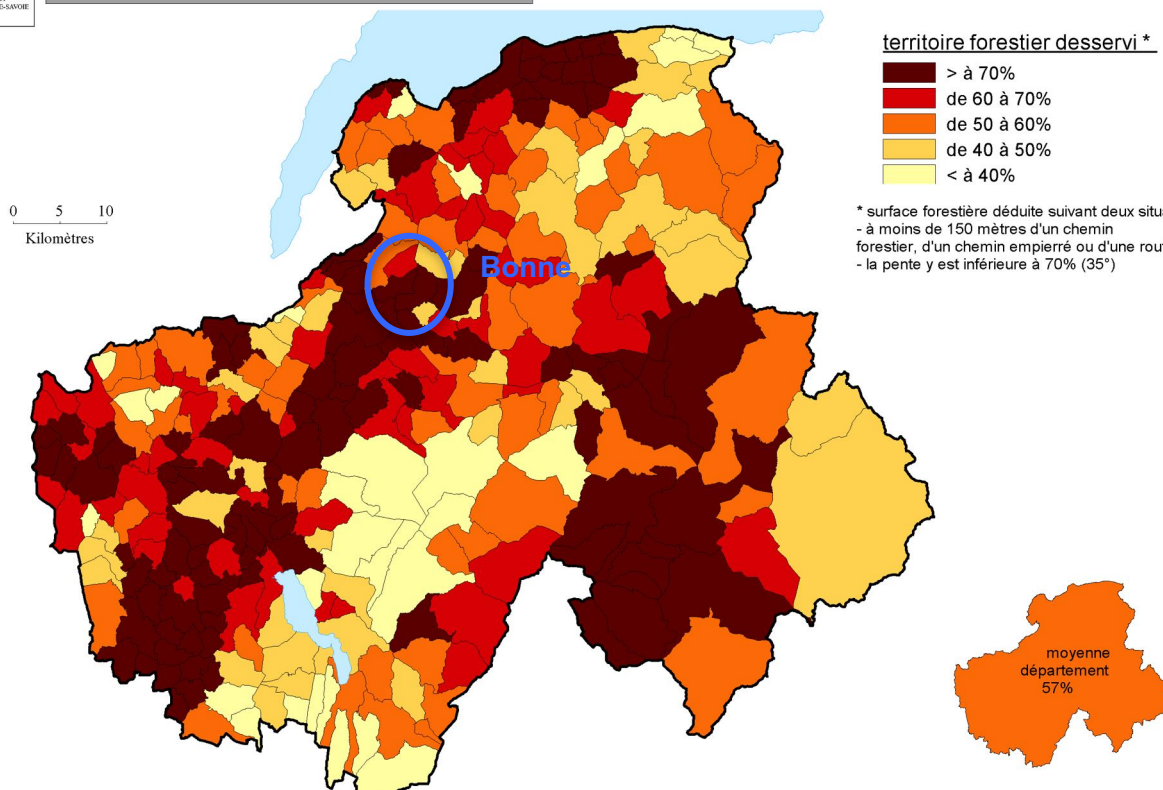 E-SAVOIE
territoire forestier desservi *
> à 70%
de 60 à 70%
de 50 à 60%
de 40 à 50%
< à 40%
* surface forestière déduite suivant deux situ
- à moins de 150 mètres d'un chemin
forestier, d'un chemin empierré ou d'une rou
- la pente y est inférieure à 70% (35°)
0 5 10
Kilomètres
Bonne
moyenne
département
57%